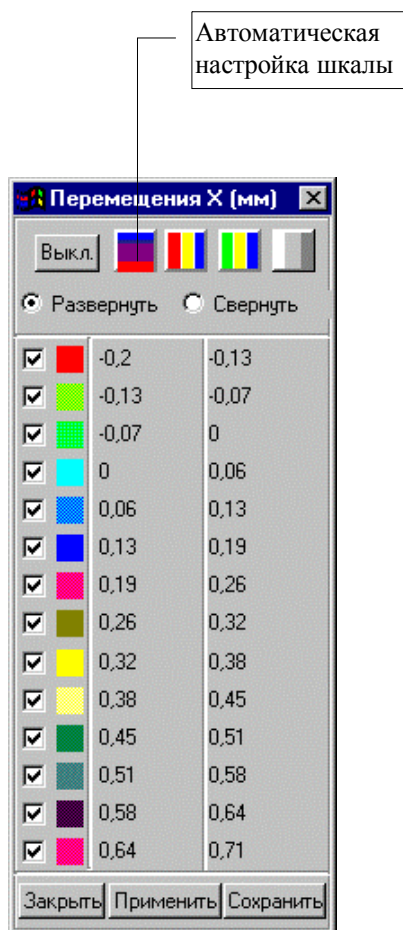 Автоматическая
настройка шкалы
Перемещения X (мм)
Выкл.
Развернуть Свернуть
-0,2 -0,13
-0,13 -0,07
-0,07 0
0 0,06
0,06 0,13
0,13 0,19
0,19 0,26
0,26 0,32
0,32 0,38
0,38 0,45
0,45 0,51
0,51 0,58
0,58 0,64
0,64 0,71
Закрыть Применить Сохранить